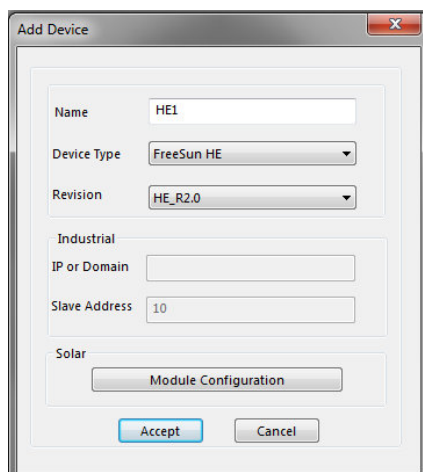 Add Device
Name HE1
Device Type FreeSun HE
Revision HE_R2.0
Industrial
IP or Domain
Slave Address 10
Solar
Module Configuration
Accept Cancel